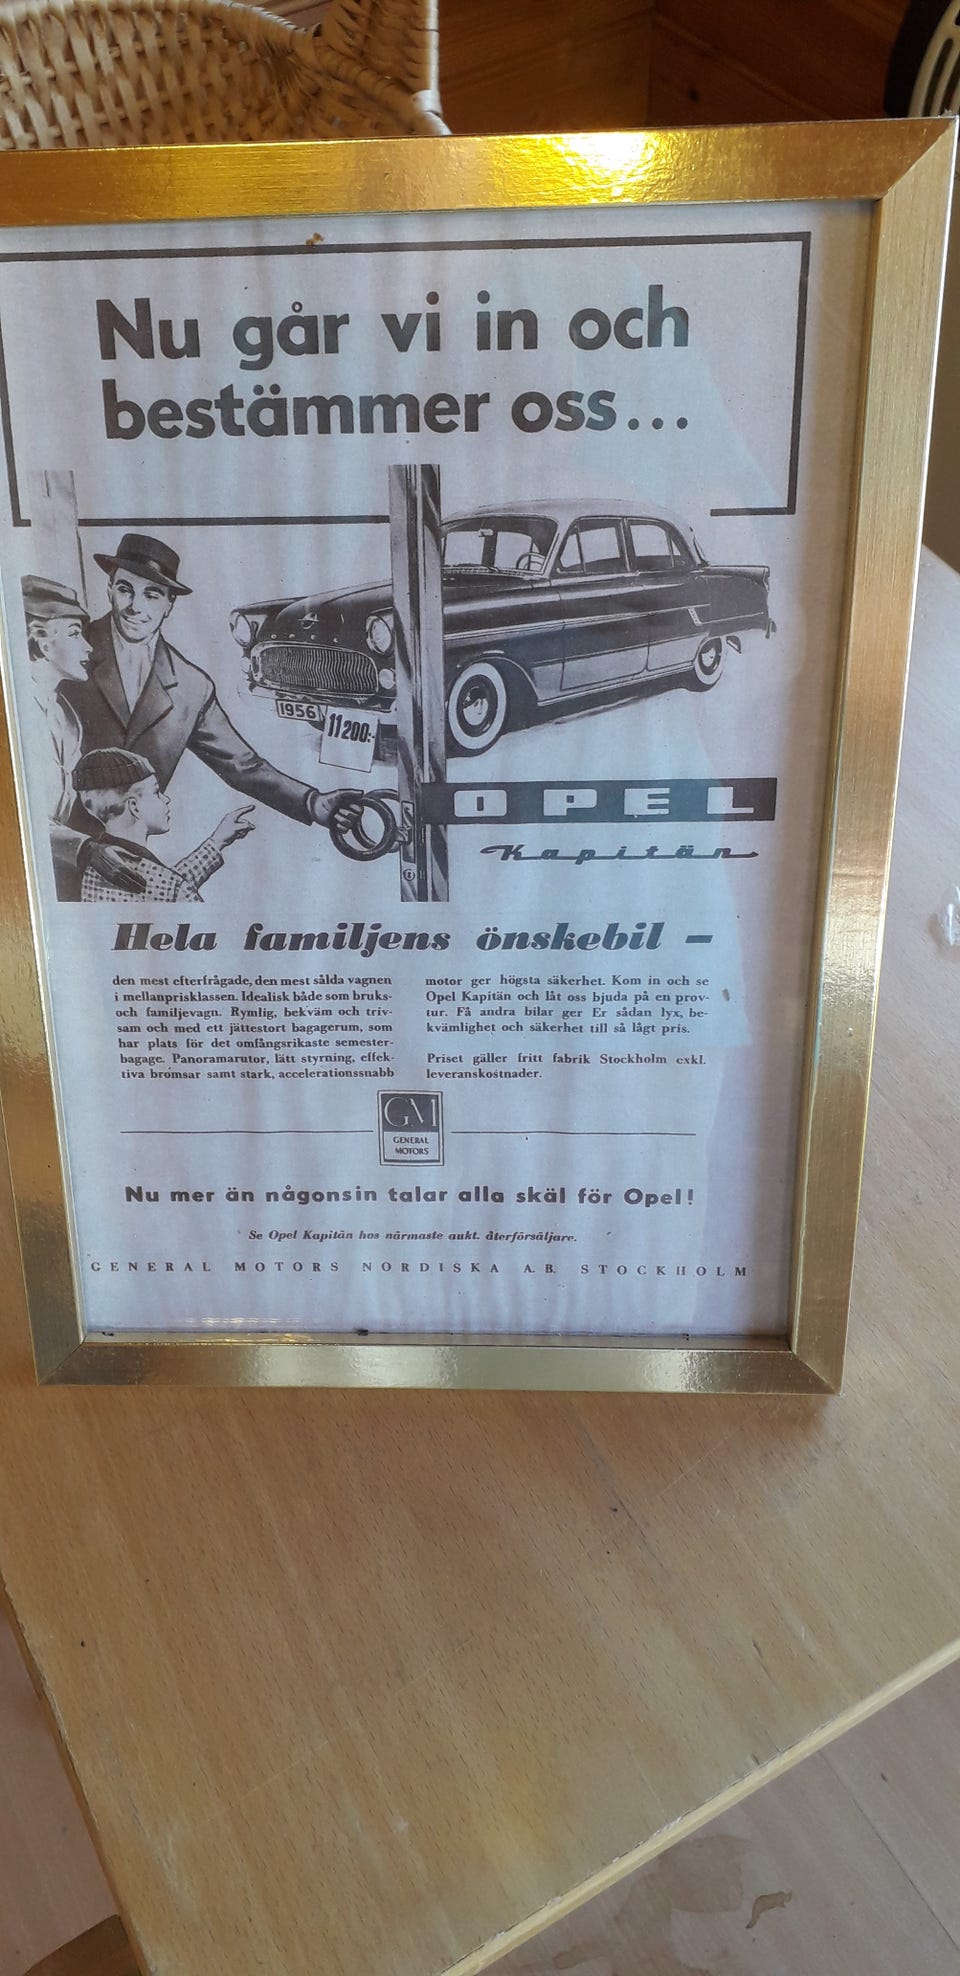 Nu går vi in och
bestämmer oss...
OPEL
1956
11200:-
OPEL
Kapitän
Hela familjens önskebil –
den mest efterfrågade, den mest sålda vagnen
i mellanprisklassen. Idealisk både som bruks-
och familjevagn. Rymlig, bekväm och triv-
sam och med ett jättestort bagagerum, som
har plats för det omfångsrikaste semester-
bagage. Panoramarutor, lätt styrning, effek-
tiva bromsar samt stark, accelerationssnabb
motor ger högsta säkerhet. Kom in och se
Opel Kapitän och låt oss bjuda på en prov-
tur. Få andra bilar ger Er sådan lyx, be-
kvämlighet och säkerhet till så lågt pris.
Priset gäller fritt fabrik Stockholm exkl.
leveranskostnader.
GM
GENERAL
MOTORS
Nu mer än någonsin talar alla skäl för Opel!
Se Opel Kapitän hos närmaste aukt. återförsäljare.
GENERAL MOTORS NORDISKA A.B. STOCKHOLM